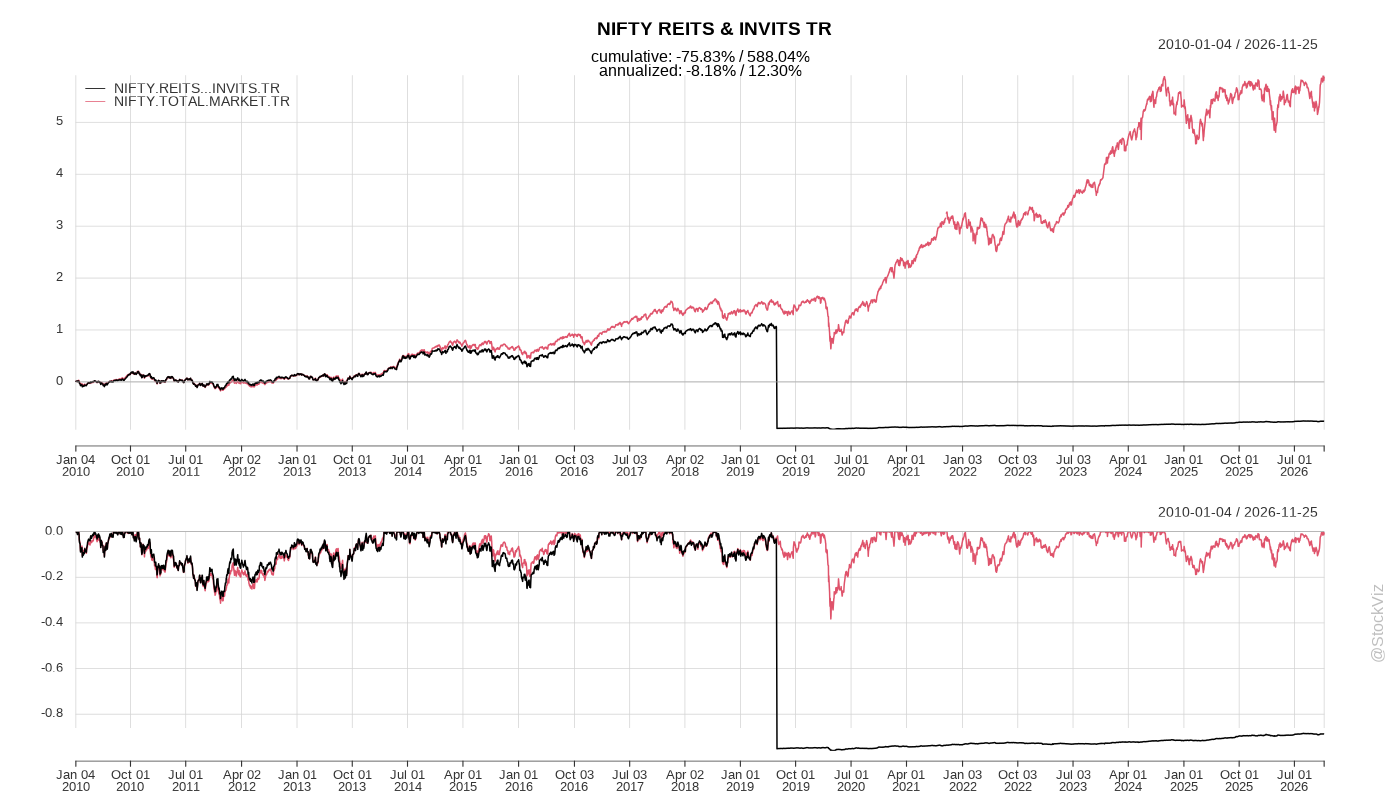 NIFTY REITS & INVITS TR
2010-01-04 / 2026-11-25
cumulative: -75.83% / 588.04%
annualized: -8.18% / 12.30%
NIFTY.REITS...INVITS.TR
NIFTY.TOTAL.MARKET.TR
5
4
3
2
1
0
Jan 04 Oct 01 Jul 01 Apr 02 Jan 01 Oct 01 Jul 01 Apr 01 Jan 01 Oct 03 Jul 03 Apr 02 Jan 01 Oct 01 Jul 01 Apr 01 Jan 03 Oct 03 Jul 03 Apr 01 Jan 01 Oct 01 Jul 01
2010 2010 2011 2012 2013 2013 2014 2015 2016 2016 2017 2018 2019 2019 2020 2021 2022 2022 2023 2024 2025 2025 2026
2010-01-04 / 2026-11-25
0.0
-0.2
-0.4
-0.6
-0.8
Jan 04 Oct 01 Jul 01 Apr 02 Jan 01 Oct 01 Jul 01 Apr 01 Jan 01 Oct 03 Jul 03 Apr 02 Jan 01 Oct 01 Jul 01 Apr 01 Jan 03 Oct 03 Jul 03 Apr 01 Jan 01 Oct 01 Jul 01
2010 2010 2011 2012 2013 2013 2014 2015 2016 2016 2017 2018 2019 2019 2020 2021 2022 2022 2023 2024 2025 2025 2026
@StockViz